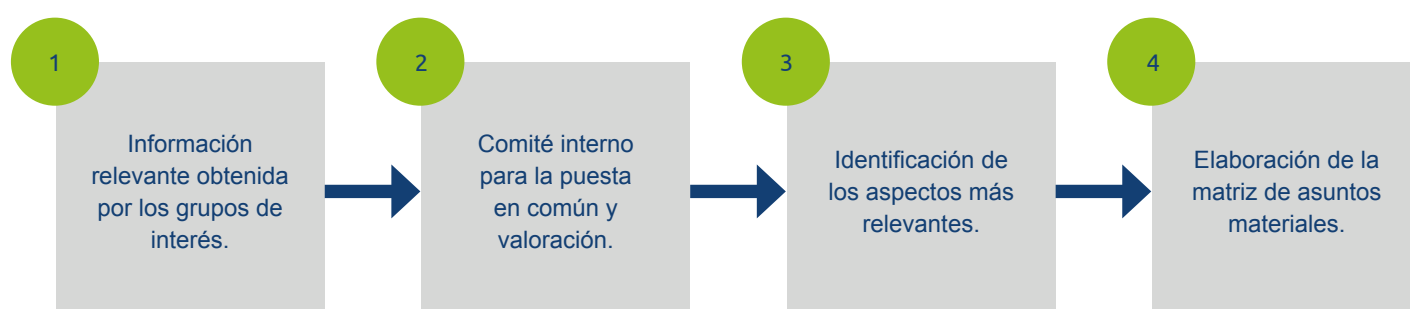 1
Información
relevante obtenida
por los grupos de
interés.
2
Comité interno
para la puesta
en común y
valoración.
3
Identificación de
los aspectos más
relevantes.
4
Elaboración de la
matriz de asuntos
materiales.